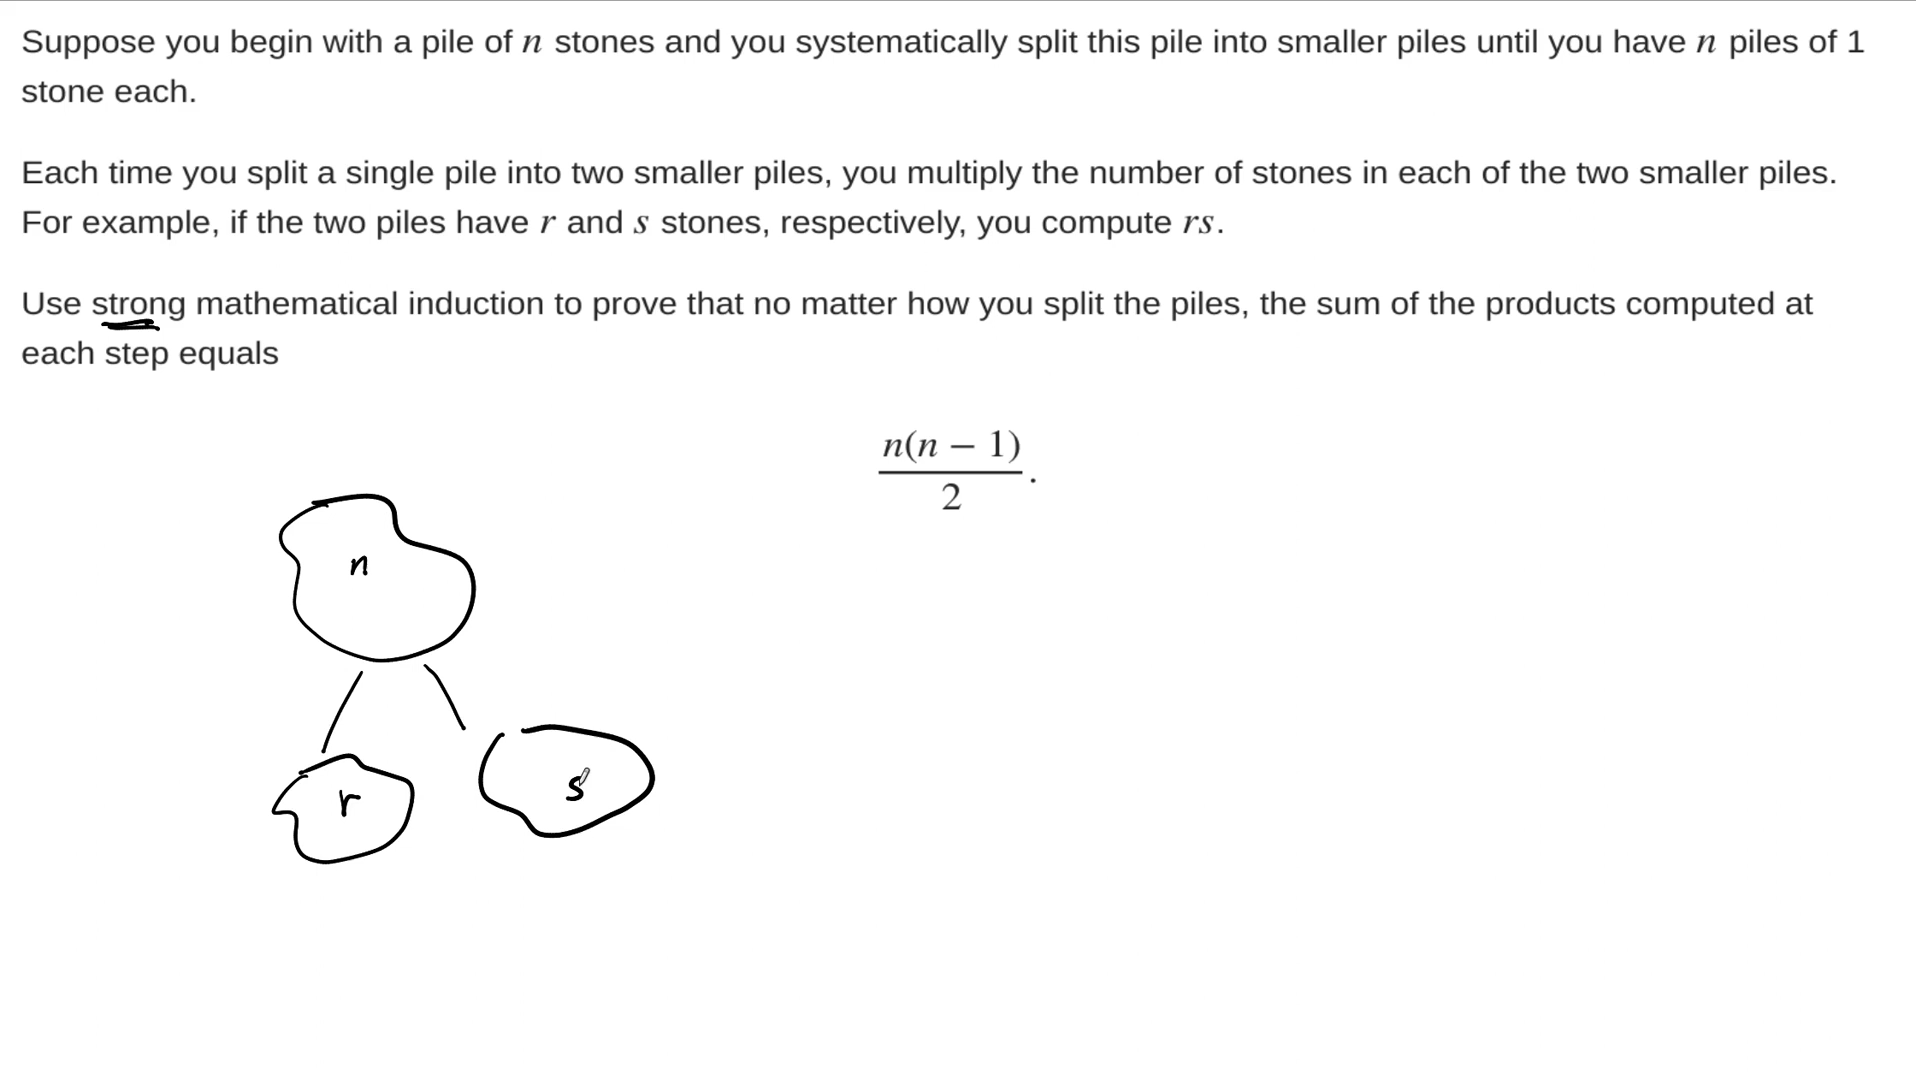 Suppose you begin with a pile of n stones and you systematically split this pile into smaller piles until you have n piles of 1
stone each.
Each time you split a single pile into two smaller piles, you multiply the number of stones in each of the two smaller piles.
For example, if the two piles have r and s stones, respectively, you compute rs.
Use strong mathematical induction to prove that no matter how you split the piles, the sum of the products computed at
each step equals
n(n − 1)
2 .
n
r
s